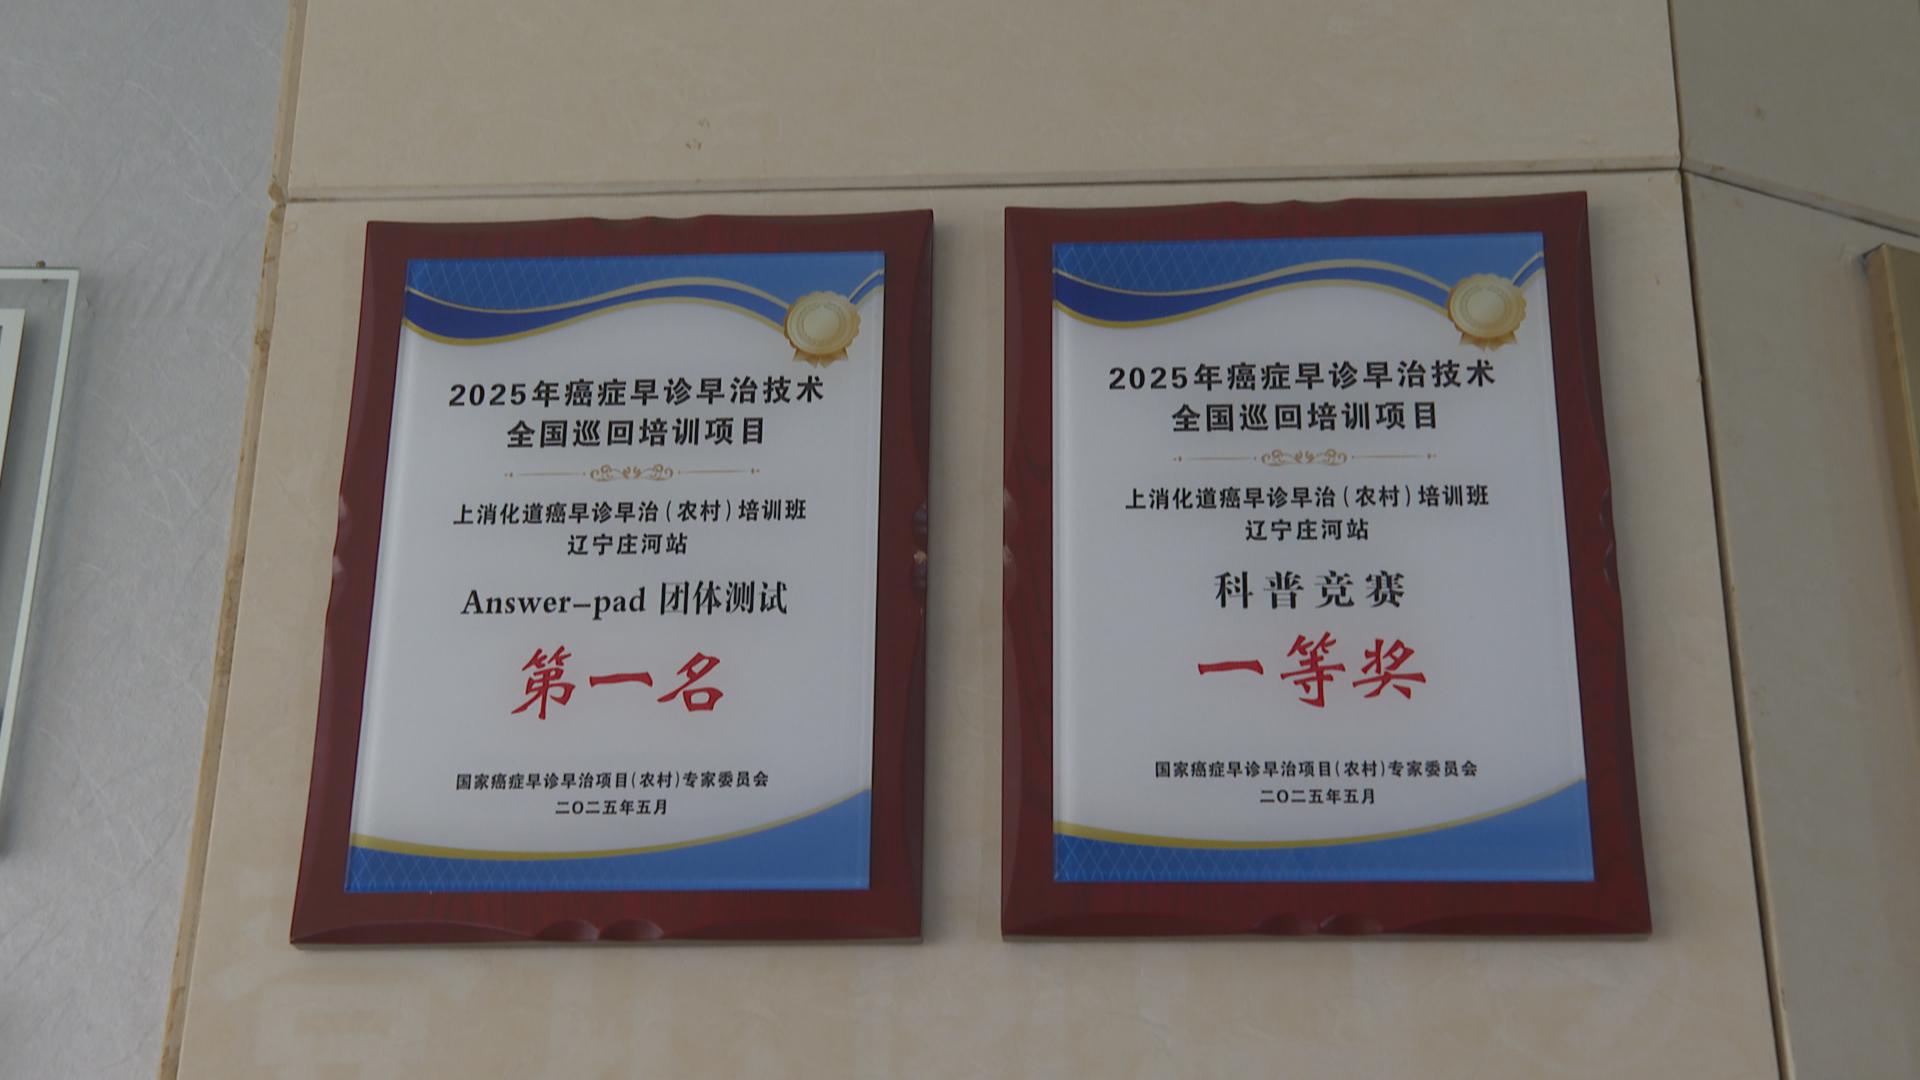 2025年癌症早诊早治技术
全国巡回培训项目
上消化道癌早诊早治(农村)培训班
辽宁庄河站
Answer-pad 团体测试
第一名
国家癌症早诊早治项目(农村)专家委员会
二〇二五年五月
2025年癌症早诊早治技术
全国巡回培训项目
上消化道癌早诊早治(农村)培训班
辽宁庄河站
科普竞赛
一等奖
国家癌症早诊早治项目(农村)专家委员会
二〇二五年五月